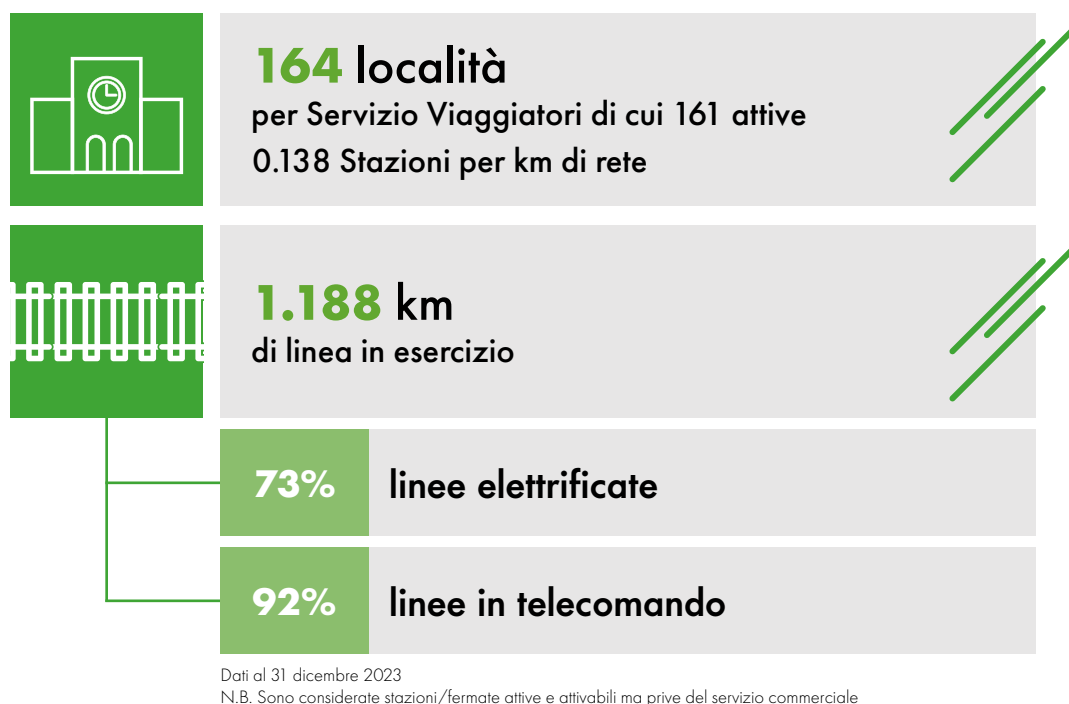 164 località
per Servizio Viaggiatori di cui 161 attive
0.138 Stazioni per km di rete
1.188 km
di linea in esercizio
73% linee elettrificate
92% linee in telecomando
Dati al 31 dicembre 2023
N.B. Sono considerate stazioni/fermate attive e attivabili ma prive del servizio commerciale